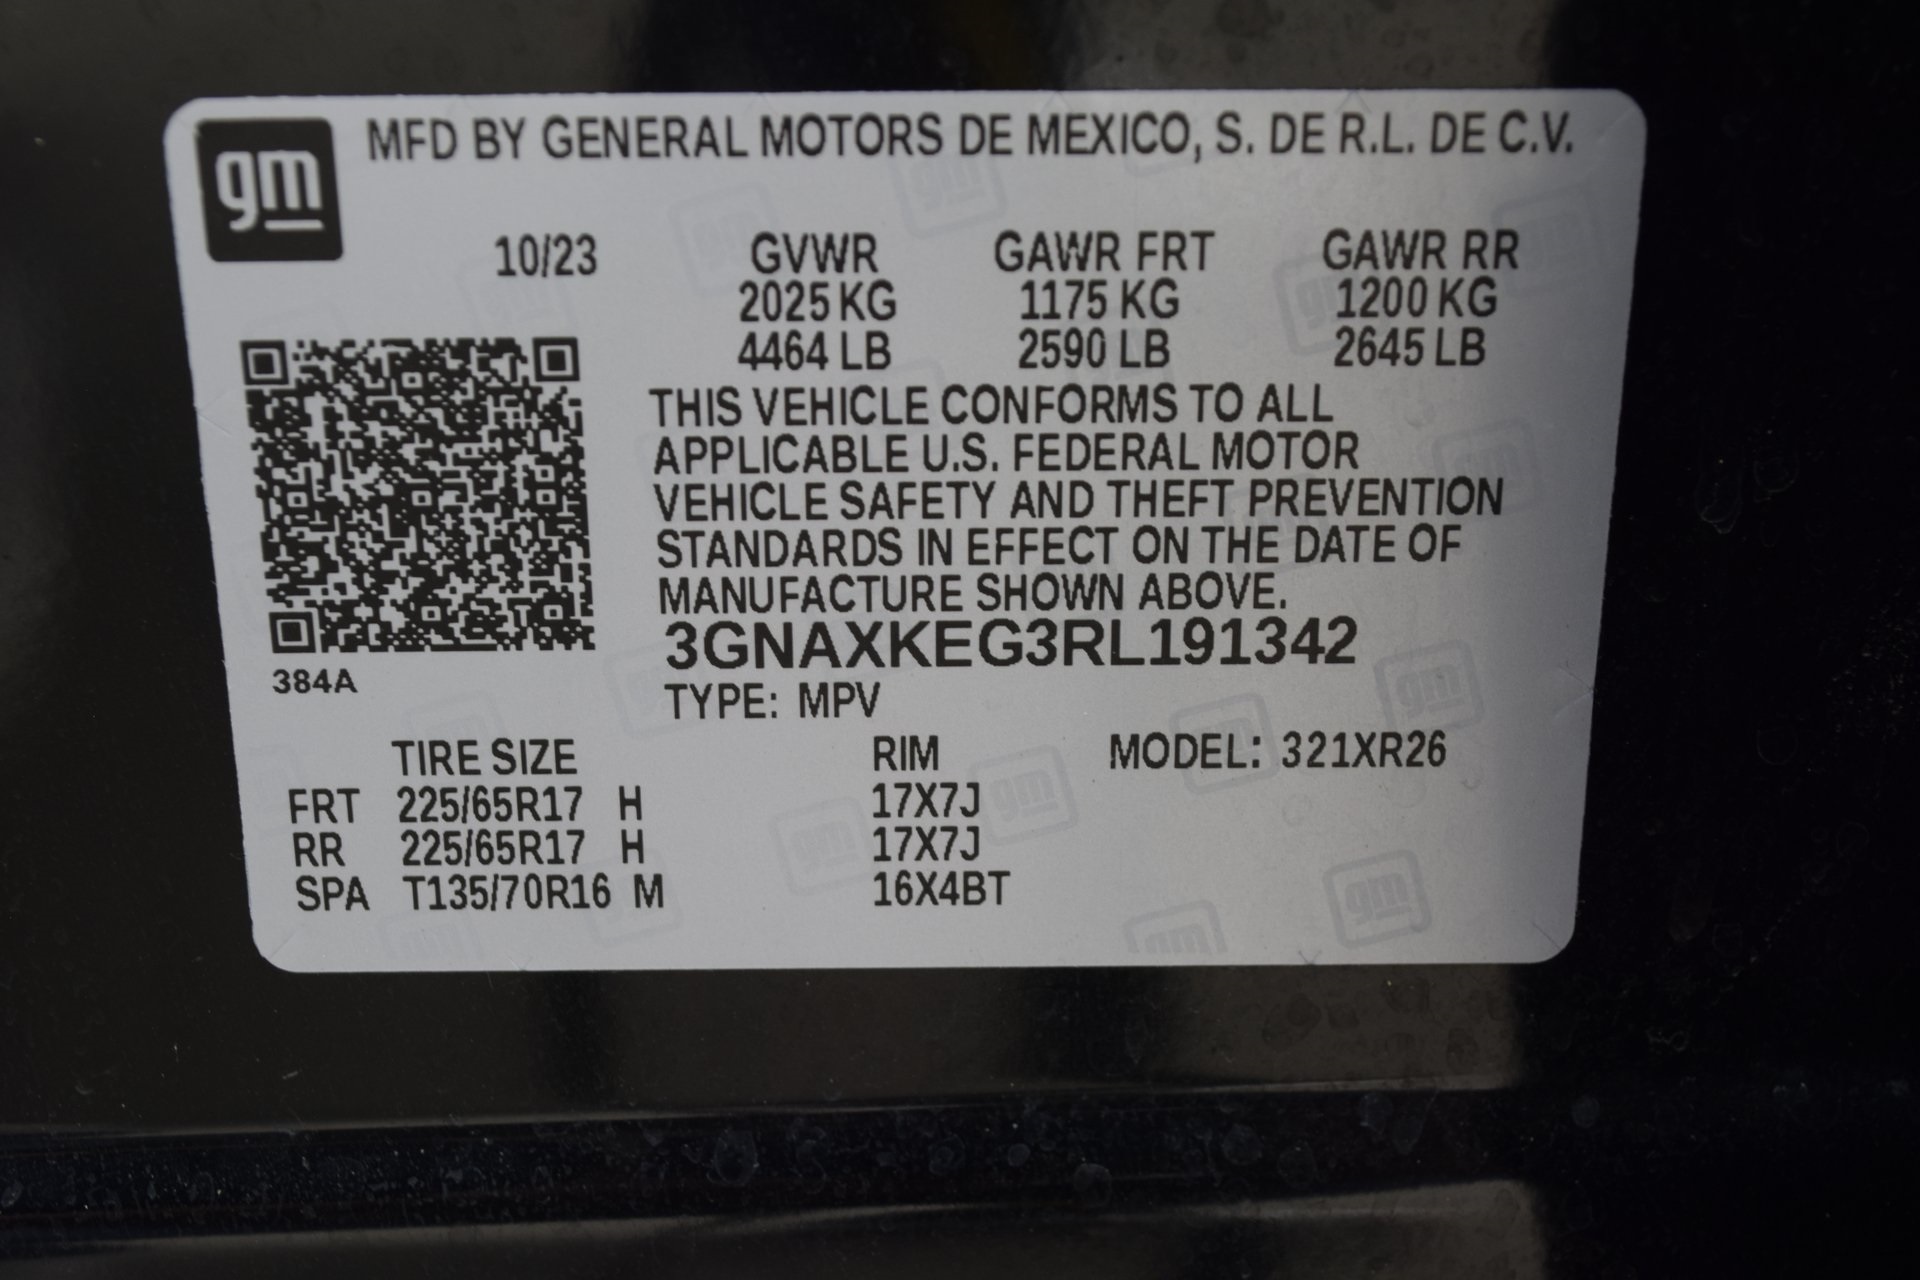 gm
MFD BY GENERAL MOTORS DE MEXICO, S. DE R.L. DE C.V.
10/23 GVWR GAWR FRT GAWR RR
2025 KG 1175 KG 1200 KG
4464 LB 2590 LB 2645 LB
THIS VEHICLE CONFORMS TO ALL
APPLICABLE U.S. FEDERAL MOTOR
VEHICLE SAFETY AND THEFT PREVENTION
STANDARDS IN EFFECT ON THE DATE OF
MANUFACTURE SHOWN ABOVE.
3GNAXKEG3RL191342
384A
TYPE: MPV
TIRE SIZE RIM MODEL: 321XR26
FRT 225/65R17 H 17X7J
RR 225/65R17 H 17X7J
SPA T135/70R16 M 16X4BT